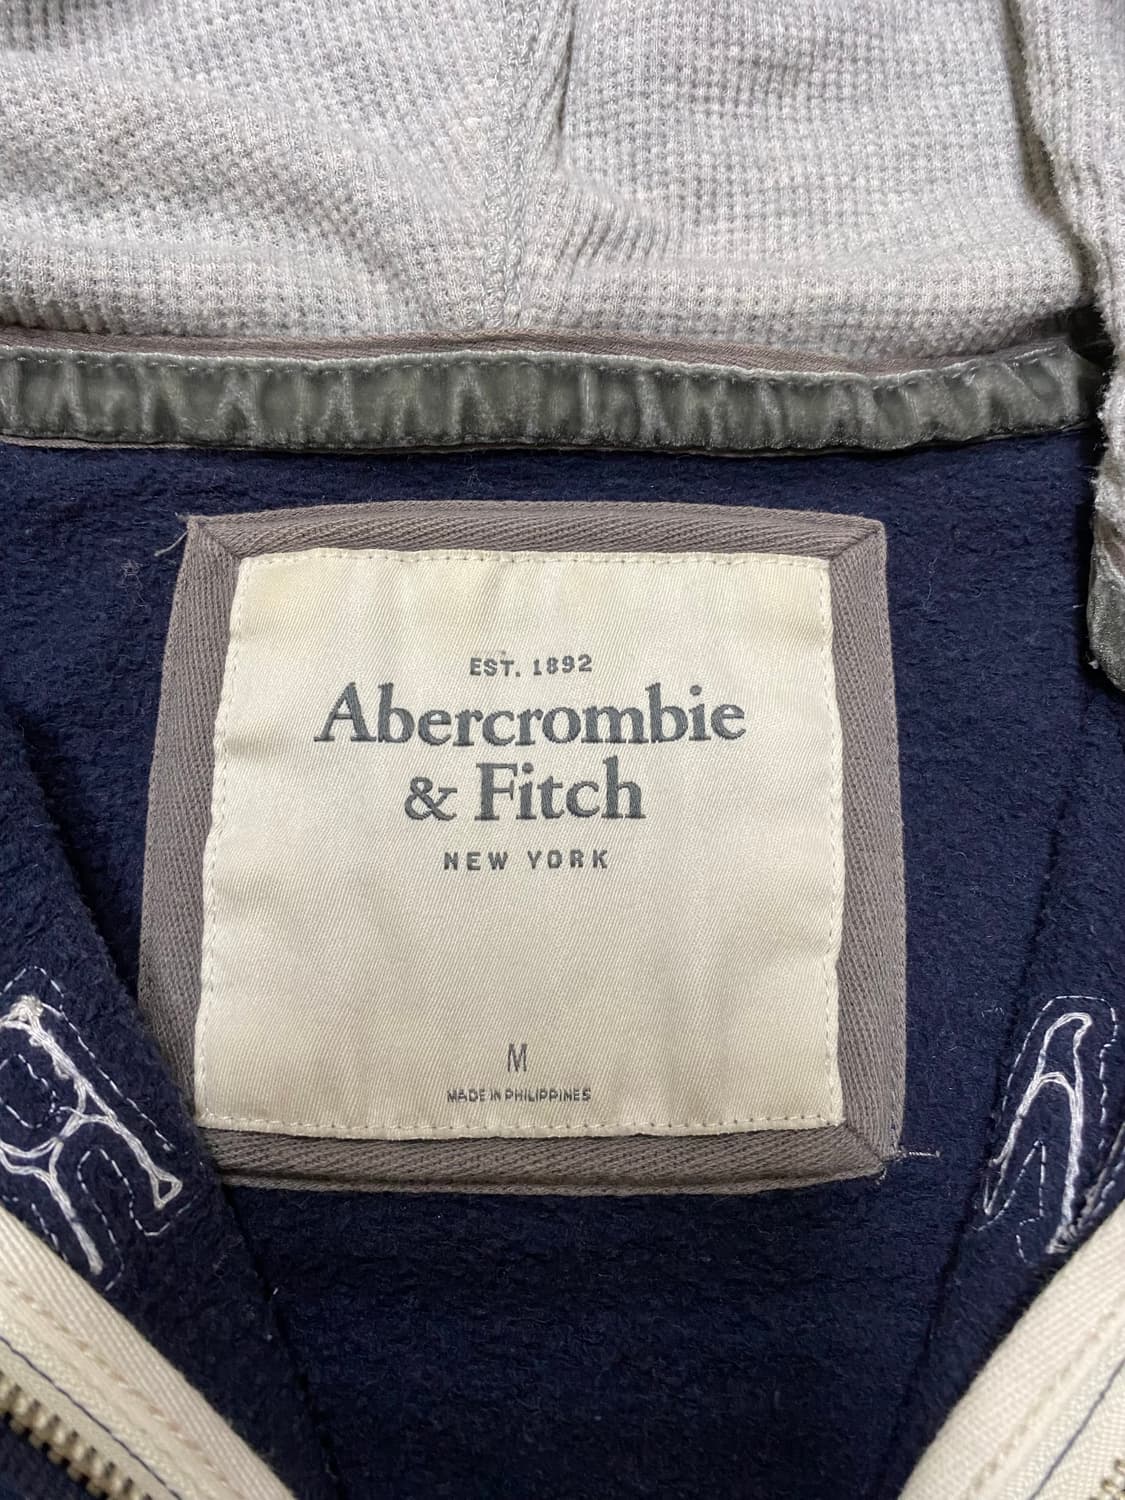 EST. 1892
Abercrombie
& Fitch
NEW YORK
M
MADE IN PHILIPPINES